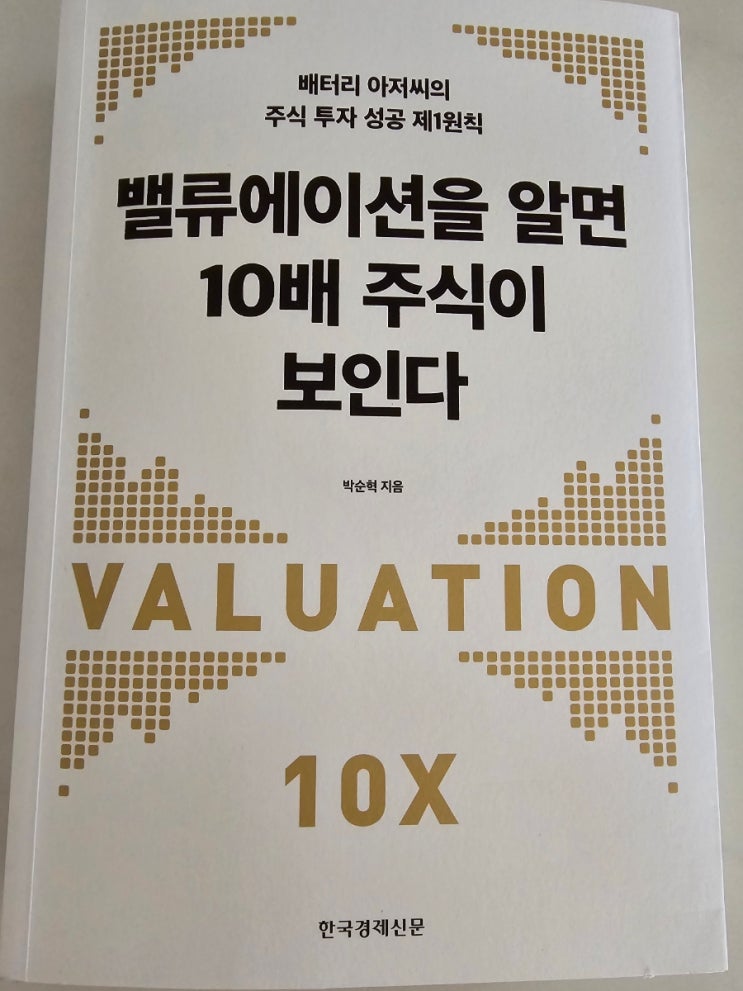 배터리 아저씨의
주식 투자 성공 제1원칙
밸류에이션을 알면
10배 주식이
보인다
박순혁 지음
VALUATION
10X
한국경제신문